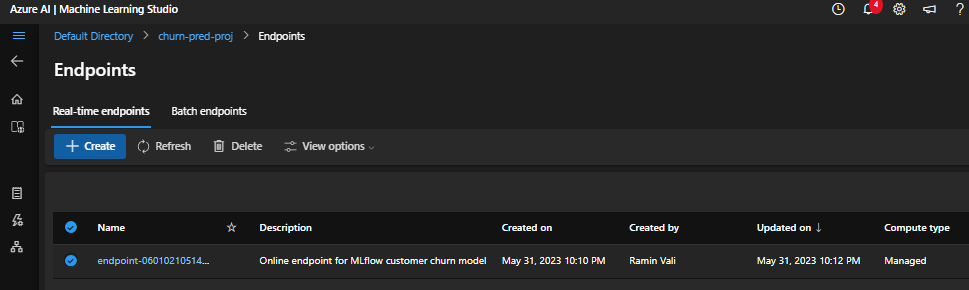 Azure AI | Machine Learning Studio
4
Default Directory > churn-pred-proj > Endpoints
Endpoints
Real-time endpoints Batch endpoints
+ Create Refresh Delete View options
Name Description Created on Created by Updated on ↓ Compute type
endpoint-06010210514... Online endpoint for MLflow customer churn model May 31, 2023 10:10 PM Ramin Vali May 31, 2023 10:12 PM Managed